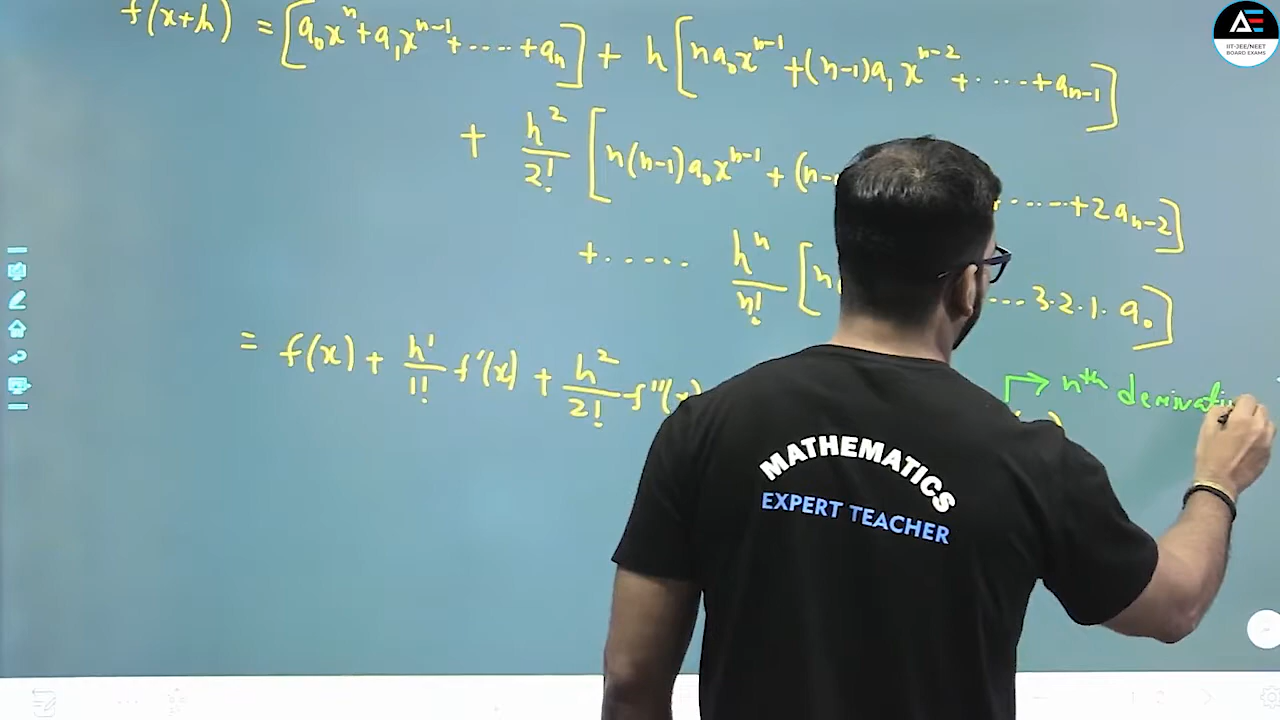 f(x+h) = [a₀xⁿ + a₁xⁿ⁻¹ + ..... + aₙ] + h [na₀xⁿ⁻¹ + (n-1)a₁xⁿ⁻² + ..... + aₙ₋₁]
+ h²/2! [n(n-1)a₀xⁿ⁻¹ + (n- ..... + 2aₙ₋₂]
+ ..... hⁿ/n! [n ... 3·2·1·a₀]
= f(x) + h¹/1! f'(x) + h²/2! f''(x)
→ nᵗʰ
MATHEMATICS
EXPERT TEACHER
AE
IIT-JEE/NEET
BOARD EXAMS